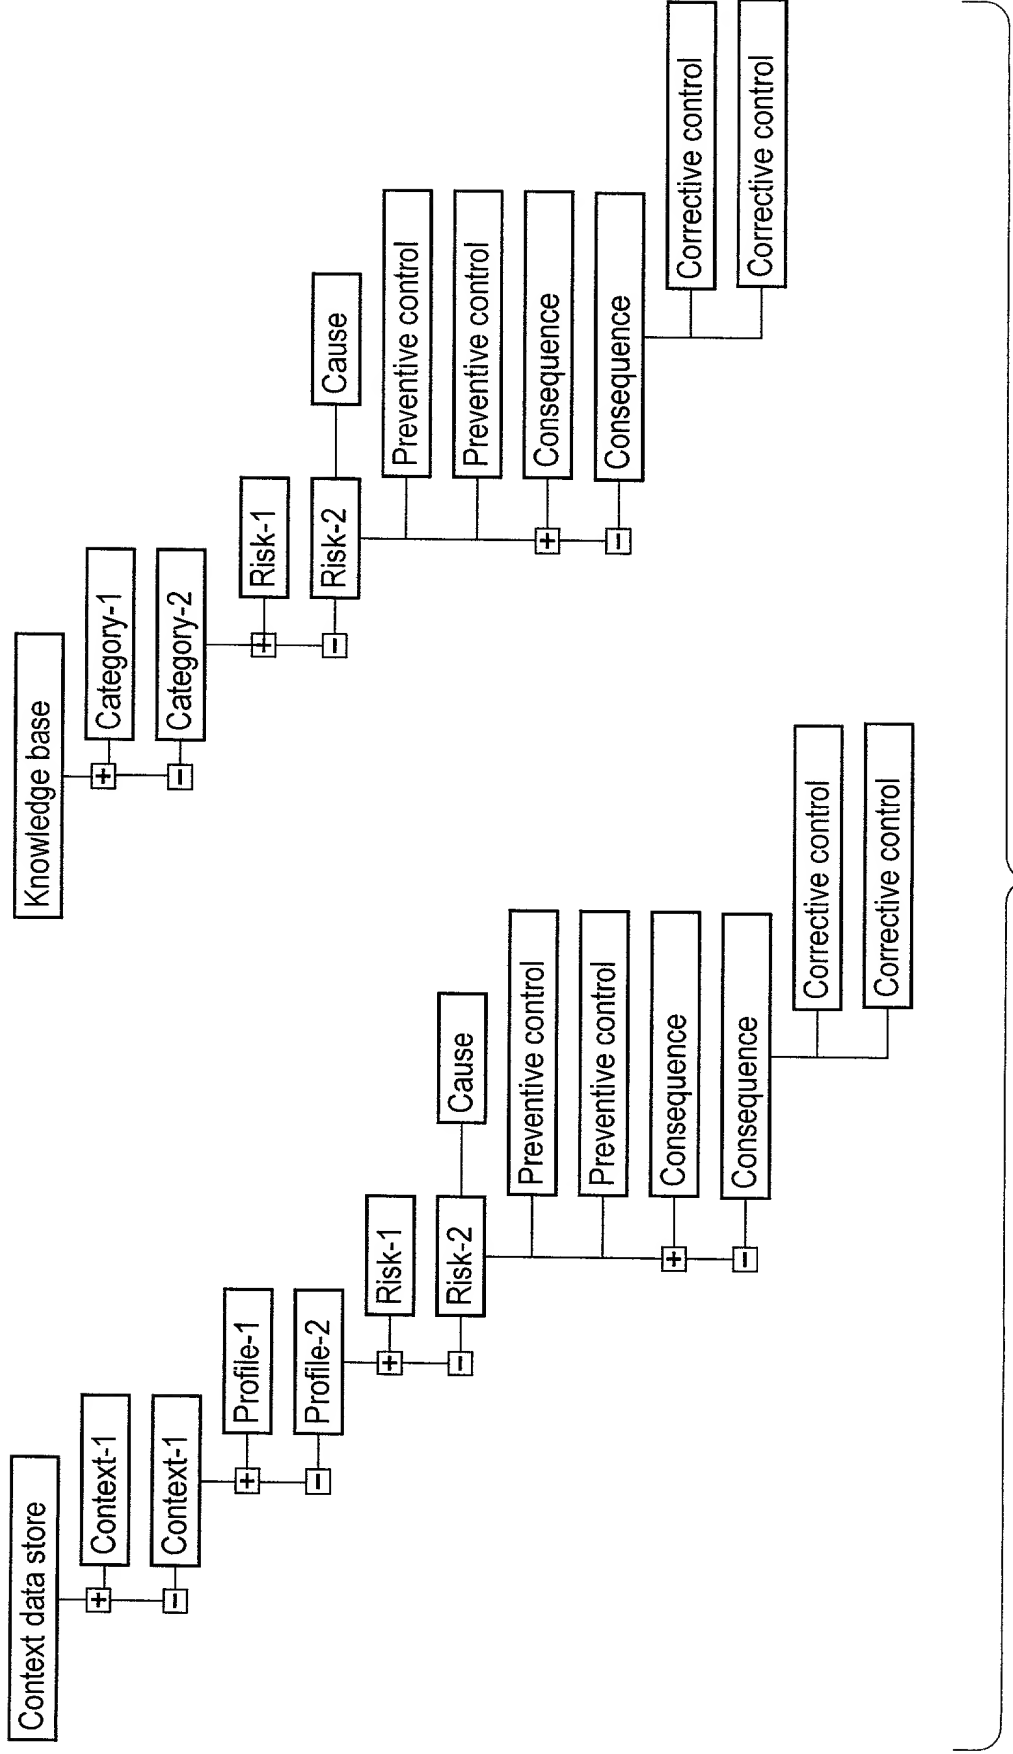 Context data store
+ Context-1
− Context-1
+ Profile-1
− Profile-2
+ Risk-1
− Risk-2
Cause
Preventive control
Preventive control
+ Consequence
− Consequence
Corrective control
Corrective control
Knowledge base
+ Category-1
− Category-2
+ Risk-1
− Risk-2
Cause
Preventive control
Preventive control
+ Consequence
− Consequence
Corrective control
Corrective control